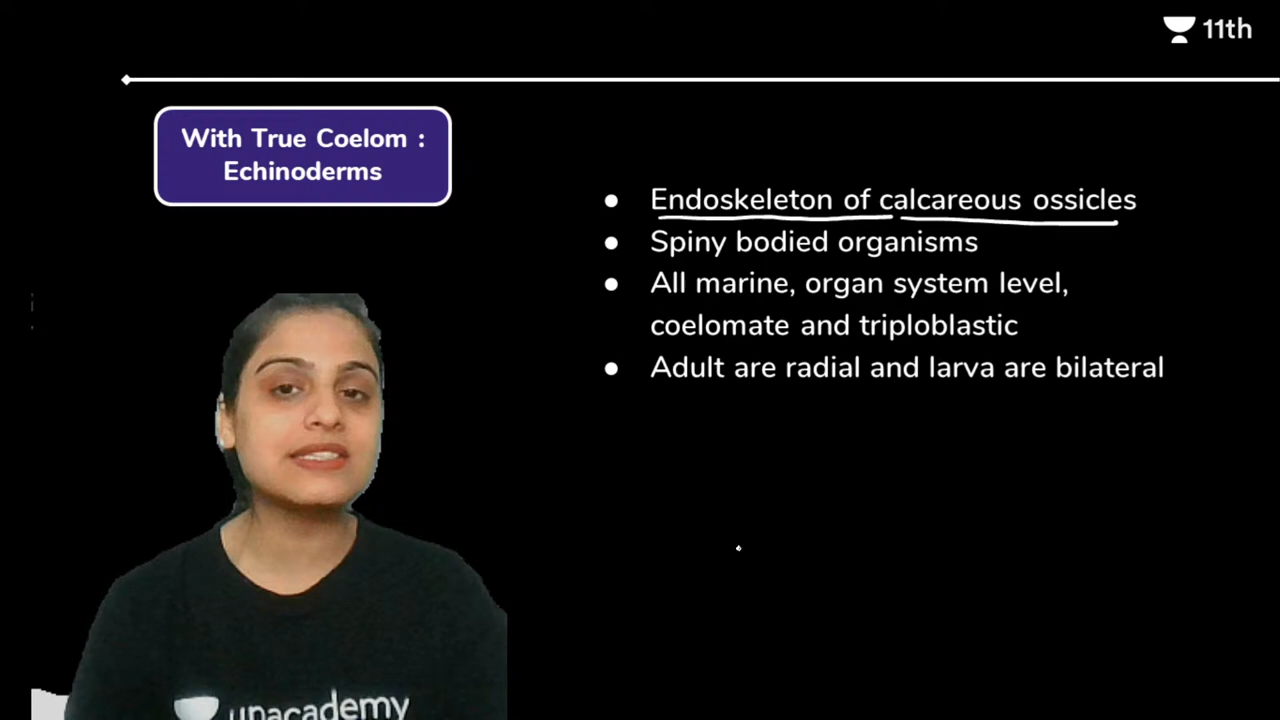 11th
With True Coelom :
Echinoderms
● Endoskeleton of calcareous ossicles
● Spiny bodied organisms
● All marine, organ system level,
coelomate and triploblastic
● Adult are radial and larva are bilateral
unacademy